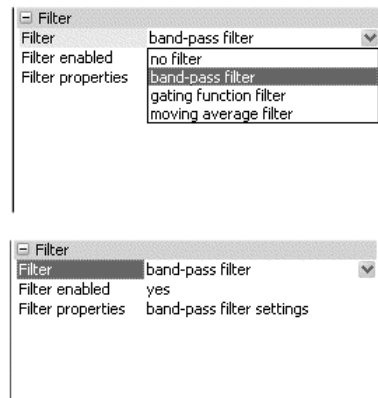 Filter
Filter band-pass filter
Filter enabled no filter
Filter properties band-pass filter
gating function filter
moving average filter
Filter
Filter band-pass filter
Filter enabled yes
Filter properties band-pass filter settings